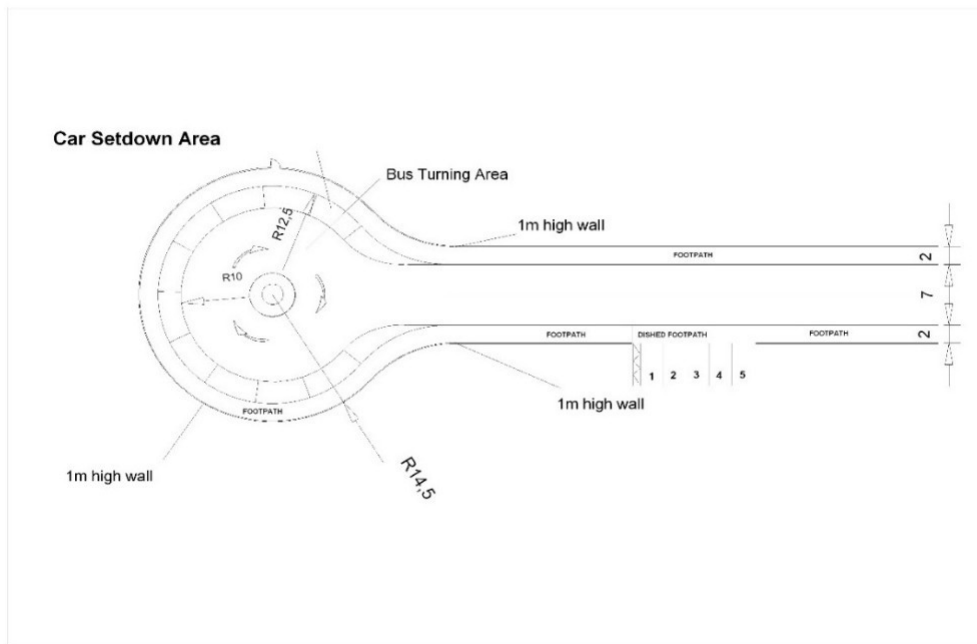 Car Setdown Area
Bus Turning Area
1m high wall
R12,5
FOOTPATH
2
R10
7
FOOTPATH
DISHED FOOTPATH
FOOTPATH
2
1 2 3 4 5
1m high wall
FOOTPATH
R14,5
1m high wall